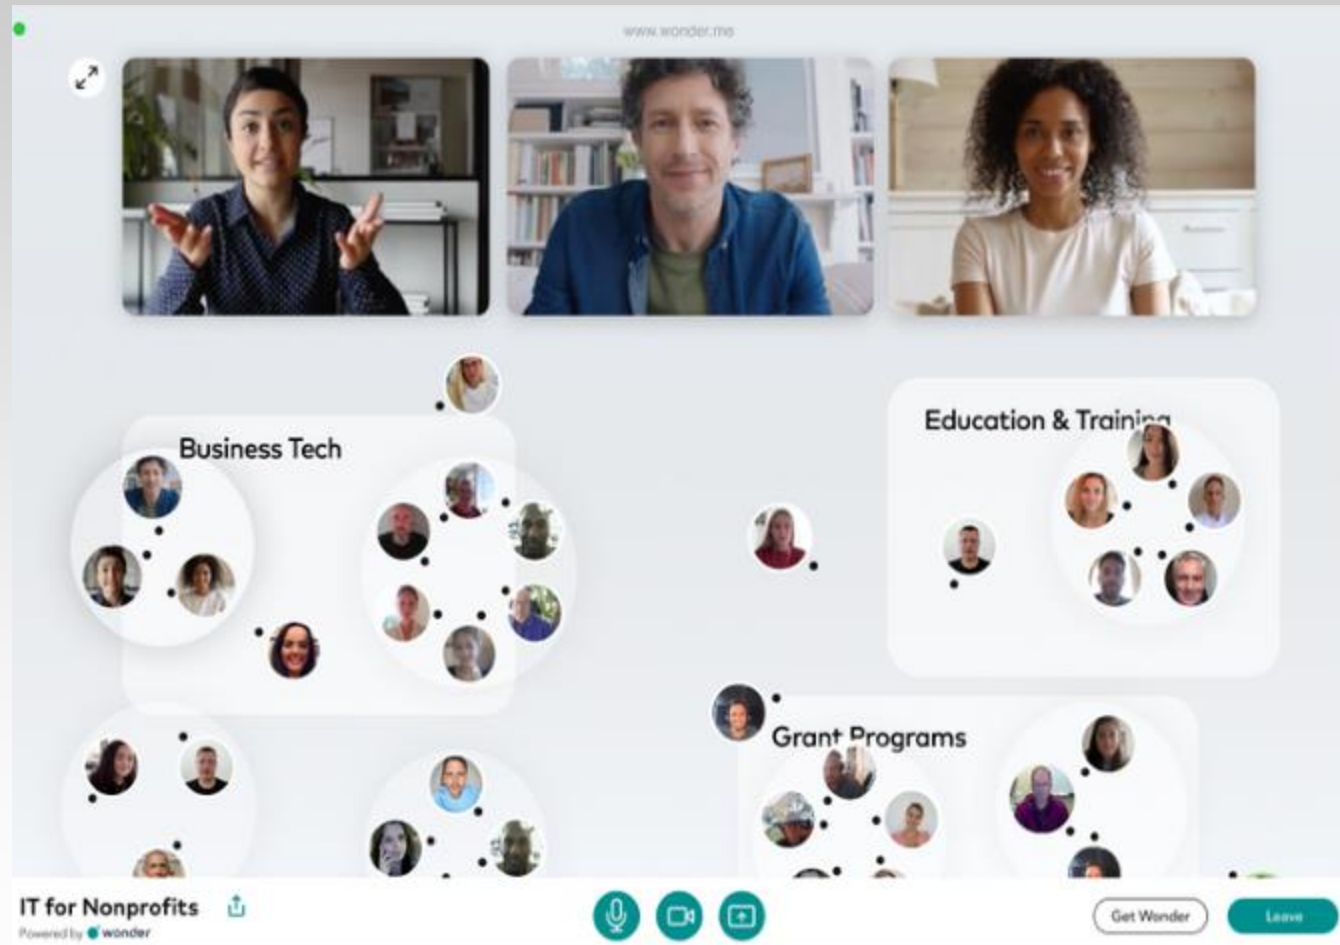 www.wonder.me
Business Tech
Education & Training
Grant Programs
IT for Nonprofits
Powered by wonder
Get Wonder
Leave